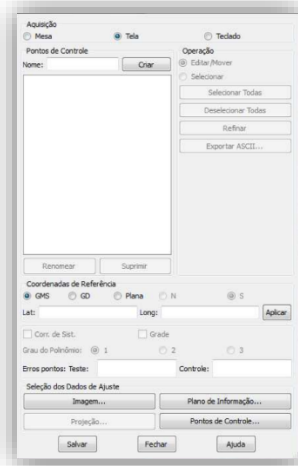 Aquisição
Mesa Tela Teclado
Pontos de Controle
Nome: Criar
Operação
Editar/Mover
Selecionar
Selecionar Todas
Deselecionar Todas
Refinar
Exportar ASCII...
Renomear Suprimir
Coordenadas de Referência
GMS GD Plana N S
Lat: Long: Aplicar
Corr. de Sist. Grade
Grau do Polinômio: 1 2 3
Erros pontos: Teste: Controle:
Seleção dos Dados de Ajuste
Imagem... Plano de Informação...
Projeção... Pontos de Controle...
Salvar Fechar Ajuda